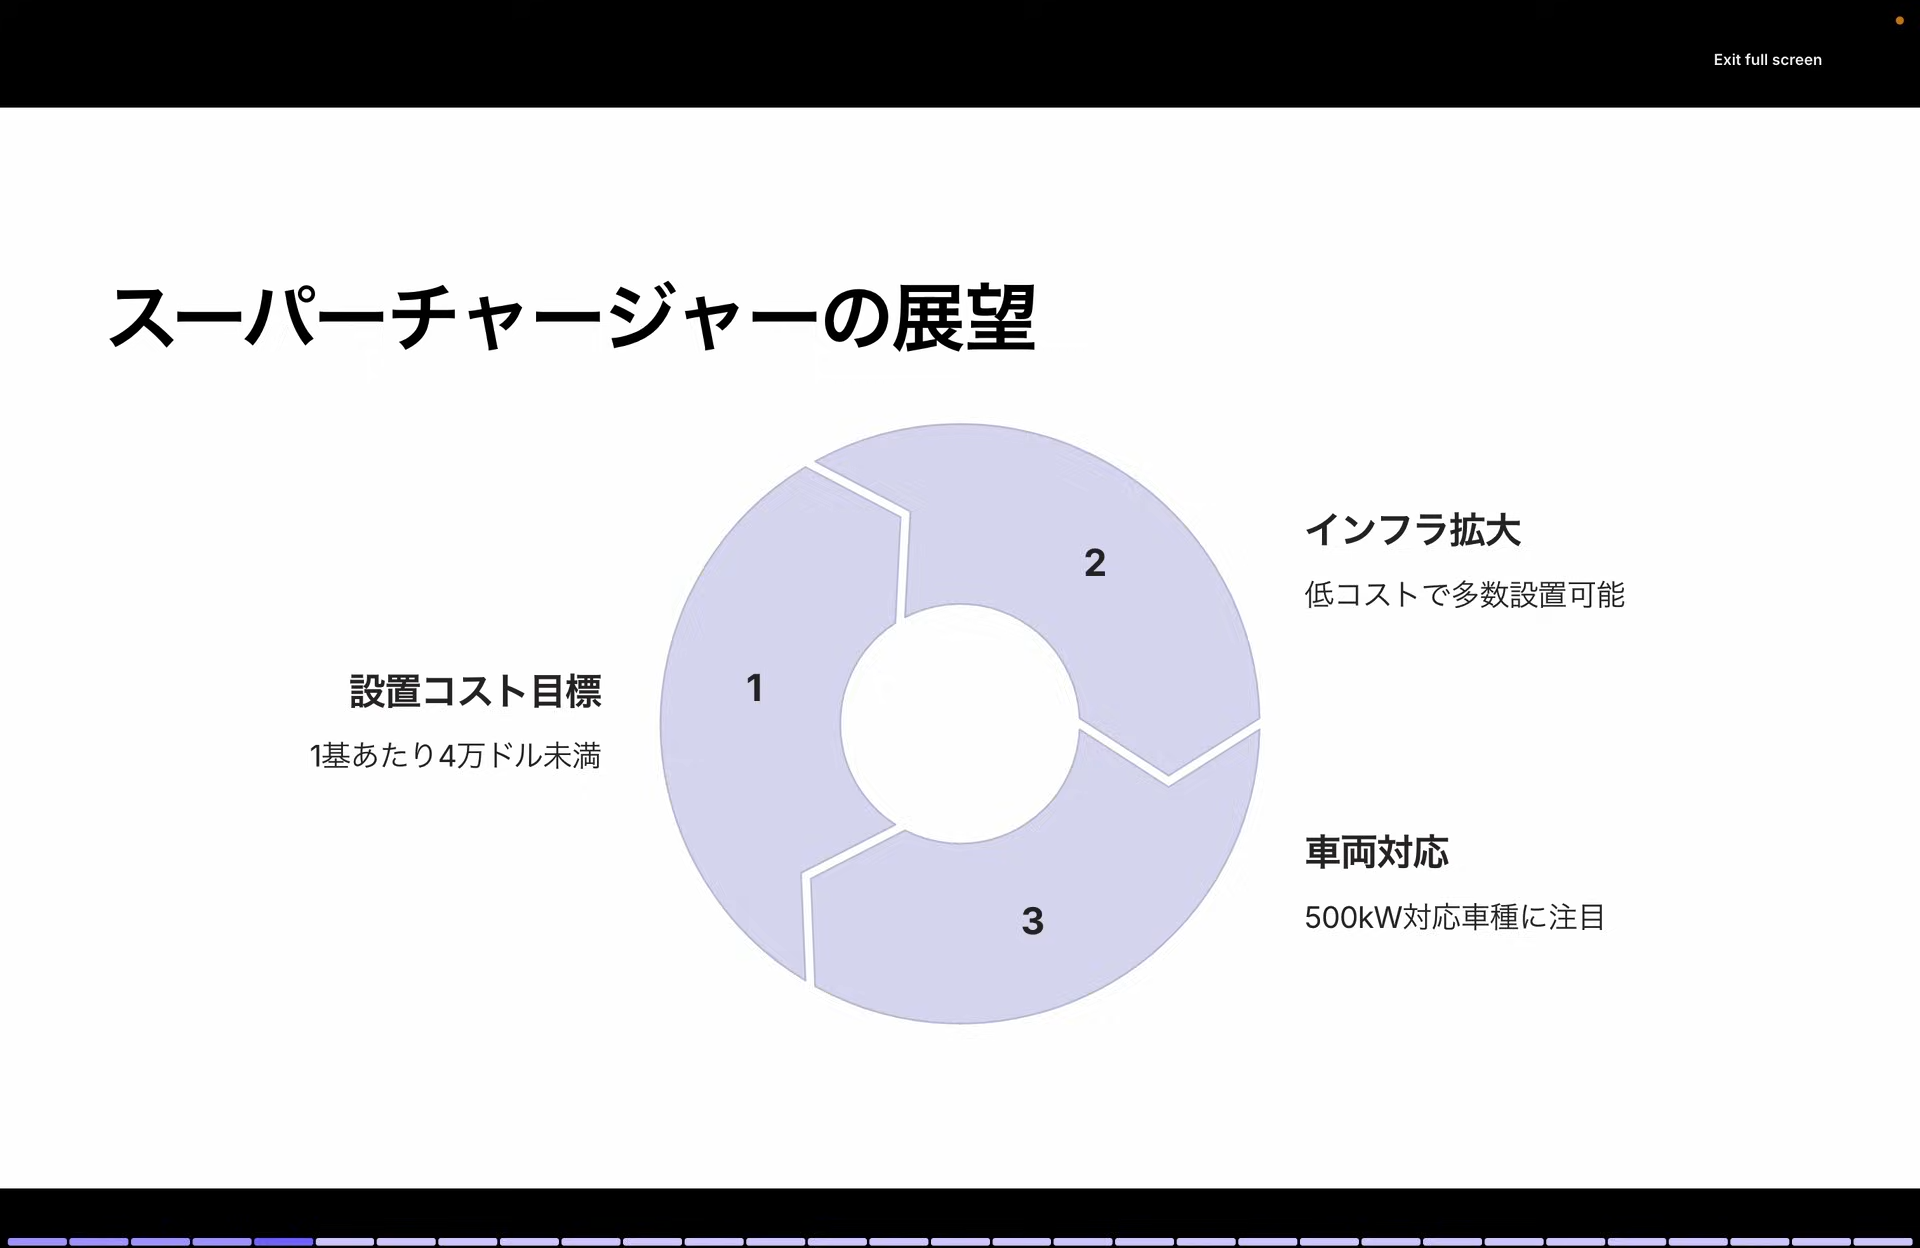 Exit full screen
スーパーチャージャーの展望
1
設置コスト目標
1基あたり4万ドル未満
2
インフラ拡大
低コストで多数設置可能
3
車両対応
500kW対応車種に注目